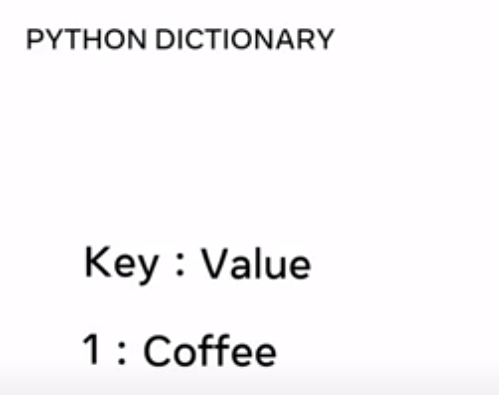 PYTHON DICTIONARY
Key : Value
1 : Coffee